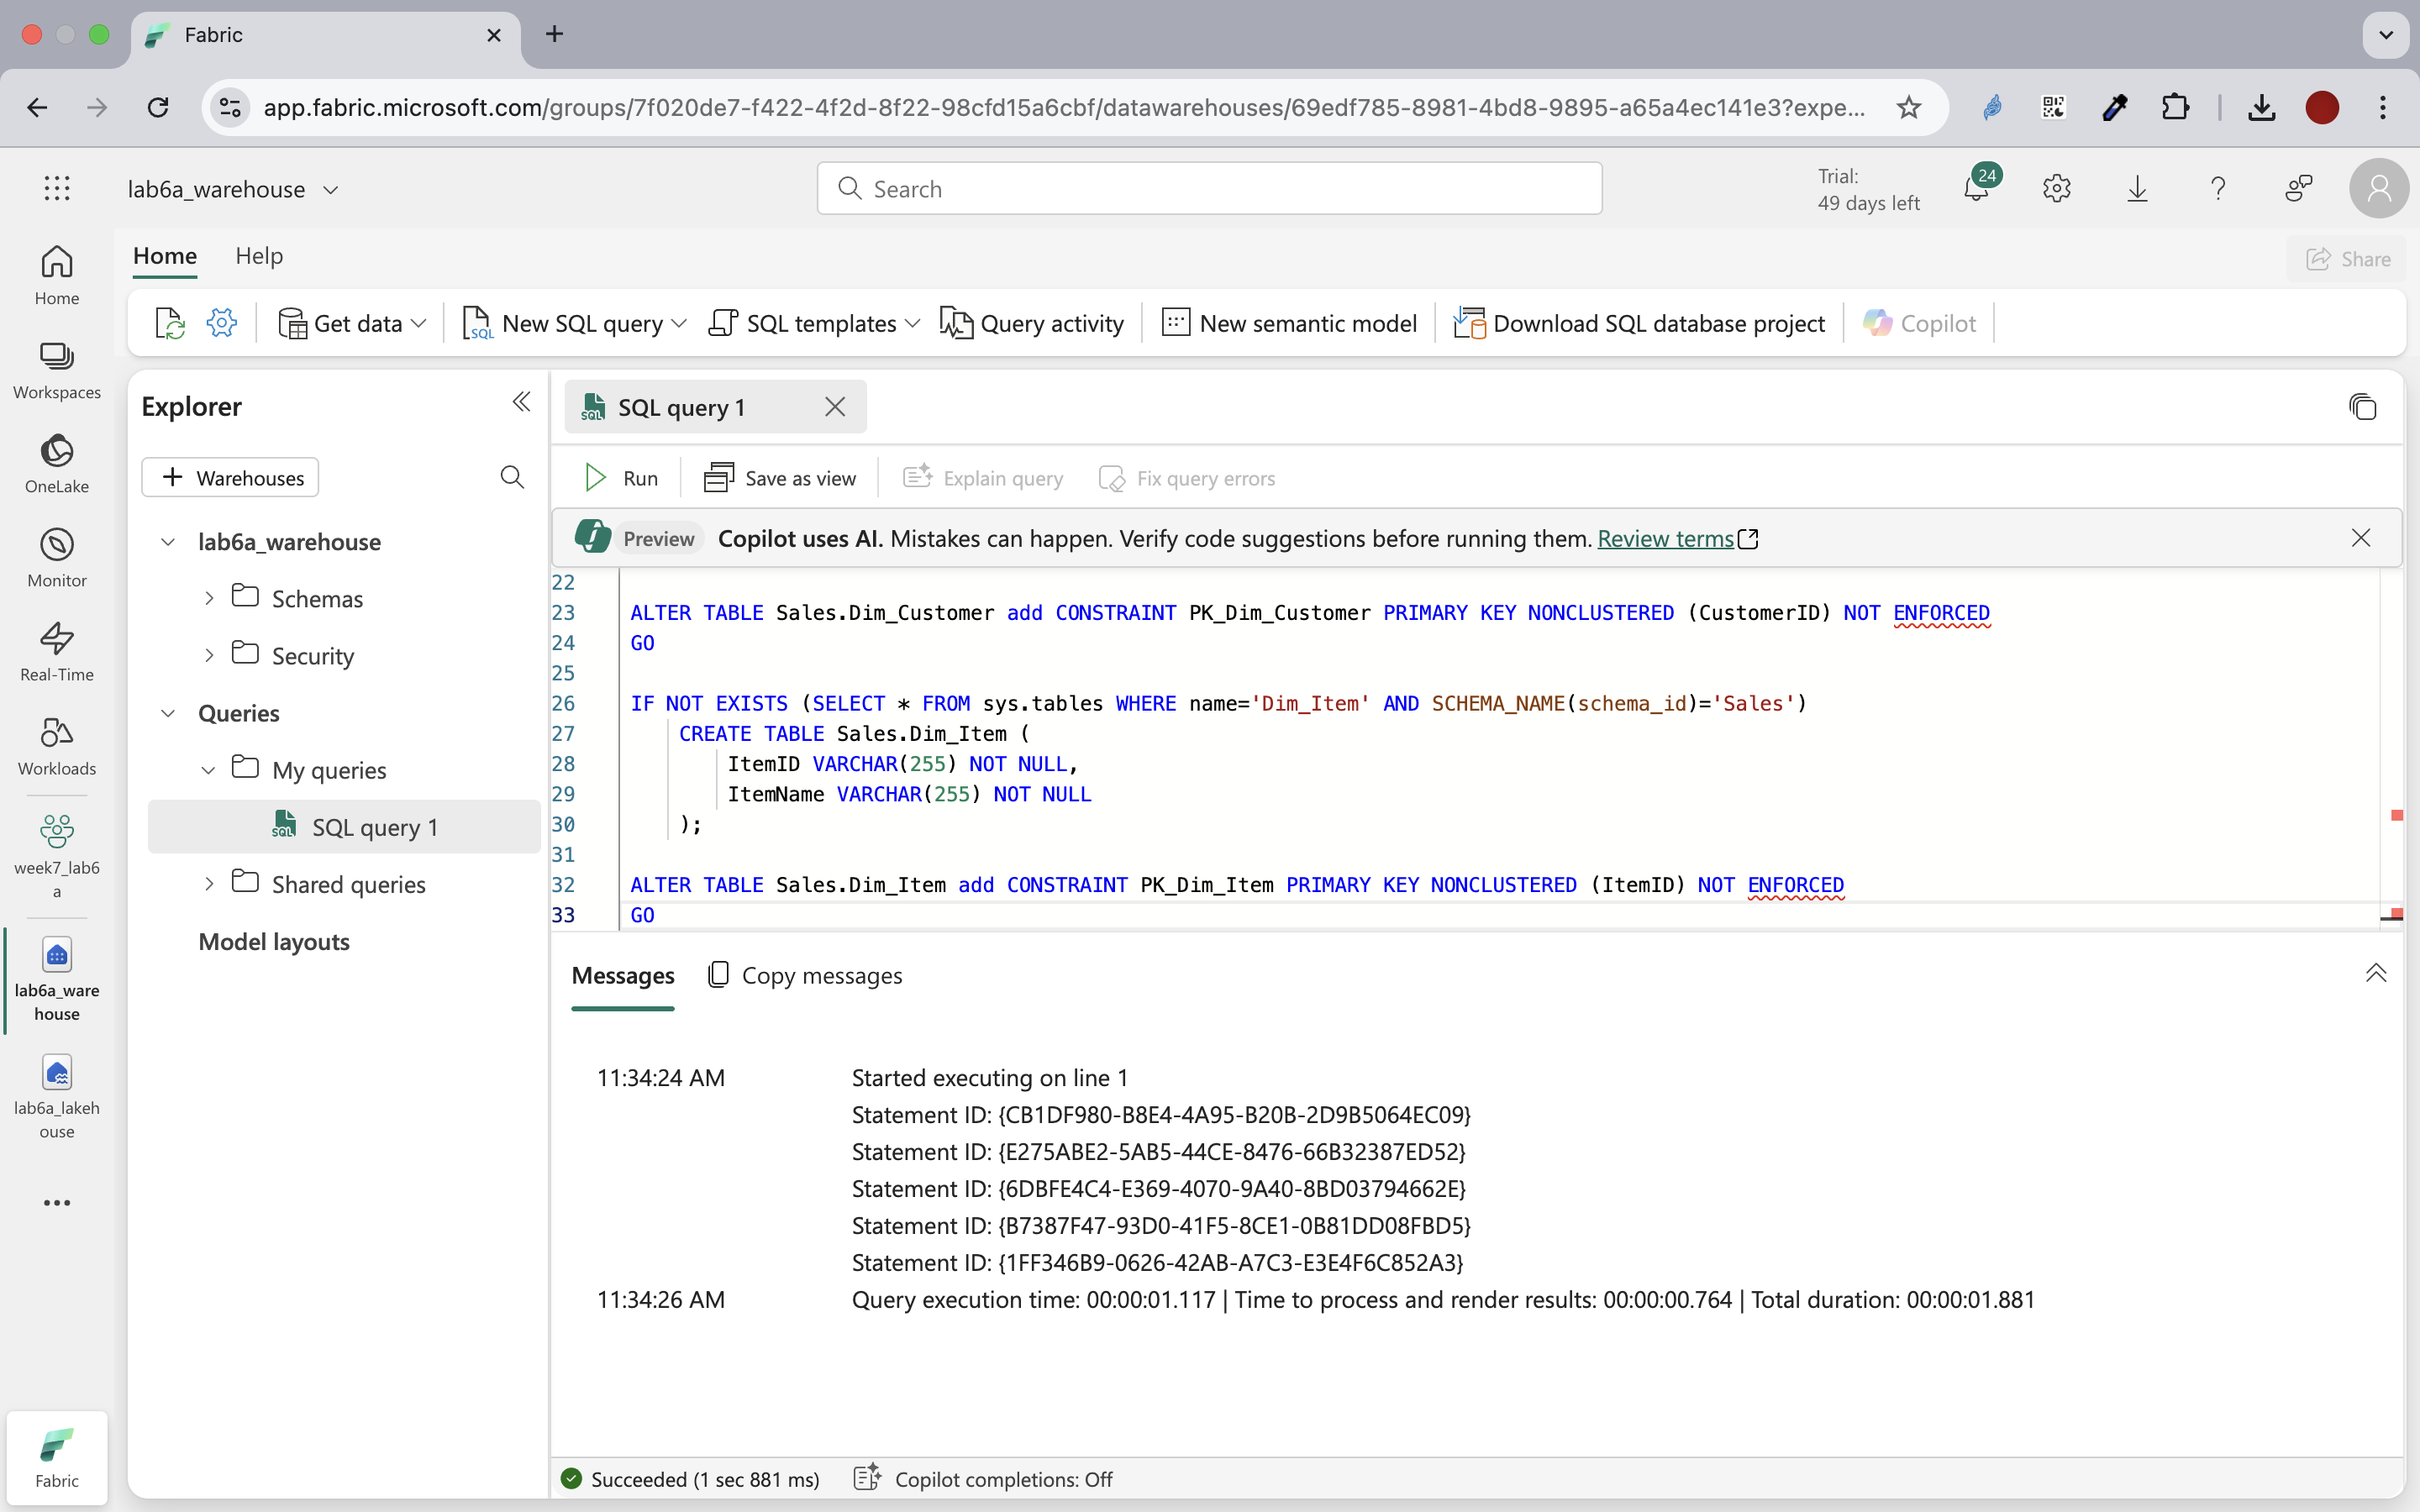 Fabric
app.fabric.microsoft.com/groups/7f020de7-f422-4f2d-8f22-98cfd15a6cbf/datawarehouses/69edf785-8981-4bd8-9895-a65a4ec141e3?expe...
lab6a_warehouse
Search
Trial:
49 days left
24
Home
Help
Share
Get data
New SQL query
SQL templates
Query activity
New semantic model
Download SQL database project
Copilot
Home
Workspaces
OneLake
Monitor
Real-Time
Workloads
week7_lab6
a
lab6a_ware
house
lab6a_lakeh
ouse
Fabric
Explorer
Warehouses
lab6a_warehouse
Schemas
Security
Queries
My queries
SQL query 1
Shared queries
Model layouts
SQL query 1
Run
Save as view
Explain query
Fix query errors
Preview Copilot uses AI. Mistakes can happen. Verify code suggestions before running them. Review terms
22
23 ALTER TABLE Sales.Dim_Customer add CONSTRAINT PK_Dim_Customer PRIMARY KEY NONCLUSTERED (CustomerID) NOT ENFORCED
24 GO
25
26 IF NOT EXISTS (SELECT * FROM sys.tables WHERE name='Dim_Item' AND SCHEMA_NAME(schema_id)='Sales')
27 CREATE TABLE Sales.Dim_Item (
28 ItemID VARCHAR(255) NOT NULL,
29 ItemName VARCHAR(255) NOT NULL
30 );
31
32 ALTER TABLE Sales.Dim_Item add CONSTRAINT PK_Dim_Item PRIMARY KEY NONCLUSTERED (ItemID) NOT ENFORCED
33 GO
Messages
Copy messages
11:34:24 AM Started executing on line 1
Statement ID: {CB1DF980-B8E4-4A95-B20B-2D9B5064EC09}
Statement ID: {E275ABE2-5AB5-44CE-8476-66B32387ED52}
Statement ID: {6DBFE4C4-E369-4070-9A40-8BD03794662E}
Statement ID: {B7387F47-93D0-41F5-8CE1-0B81DD08FBD5}
Statement ID: {1FF346B9-0626-42AB-A7C3-E3E4F6C852A3}
11:34:26 AM Query execution time: 00:00:01.117 | Time to process and render results: 00:00:00.764 | Total duration: 00:00:01.881
Succeeded (1 sec 881 ms)
Copilot completions: Off